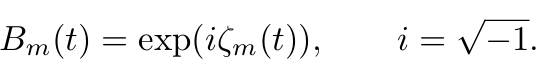 $B_m(t) = \exp(i\zeta_m(t)), \qquad i = \sqrt{-1}.$